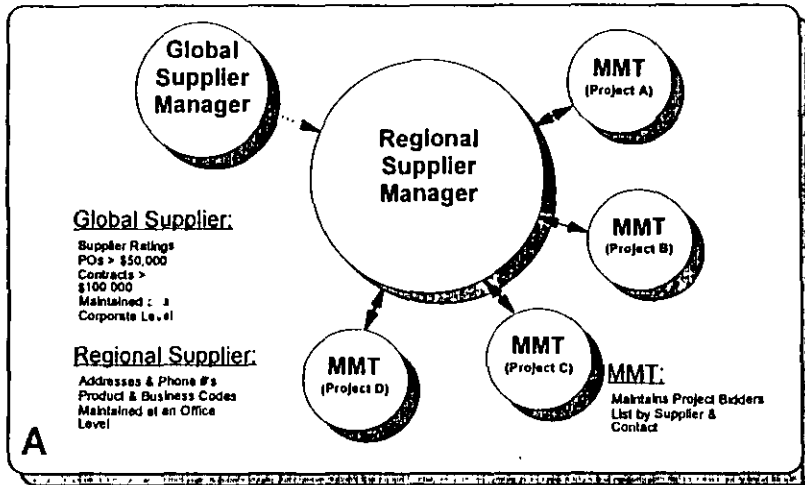 Global
Supplier
Manager
Regional
Supplier
Manager
MMT
(Project A)
MMT
(Project B)
MMT
(Project C)
MMT
(Project D)
Global Supplier:
Supplier Ratings
POs > $50,000
Contracts >
$100 000
Maintained
Corporate Level
Regional Supplier:
Addresses & Phone #'s
Product & Business Codes
Maintained at an Office
Level
MMT:
Maintains Project Bidders
List by Supplier &
Contact
A